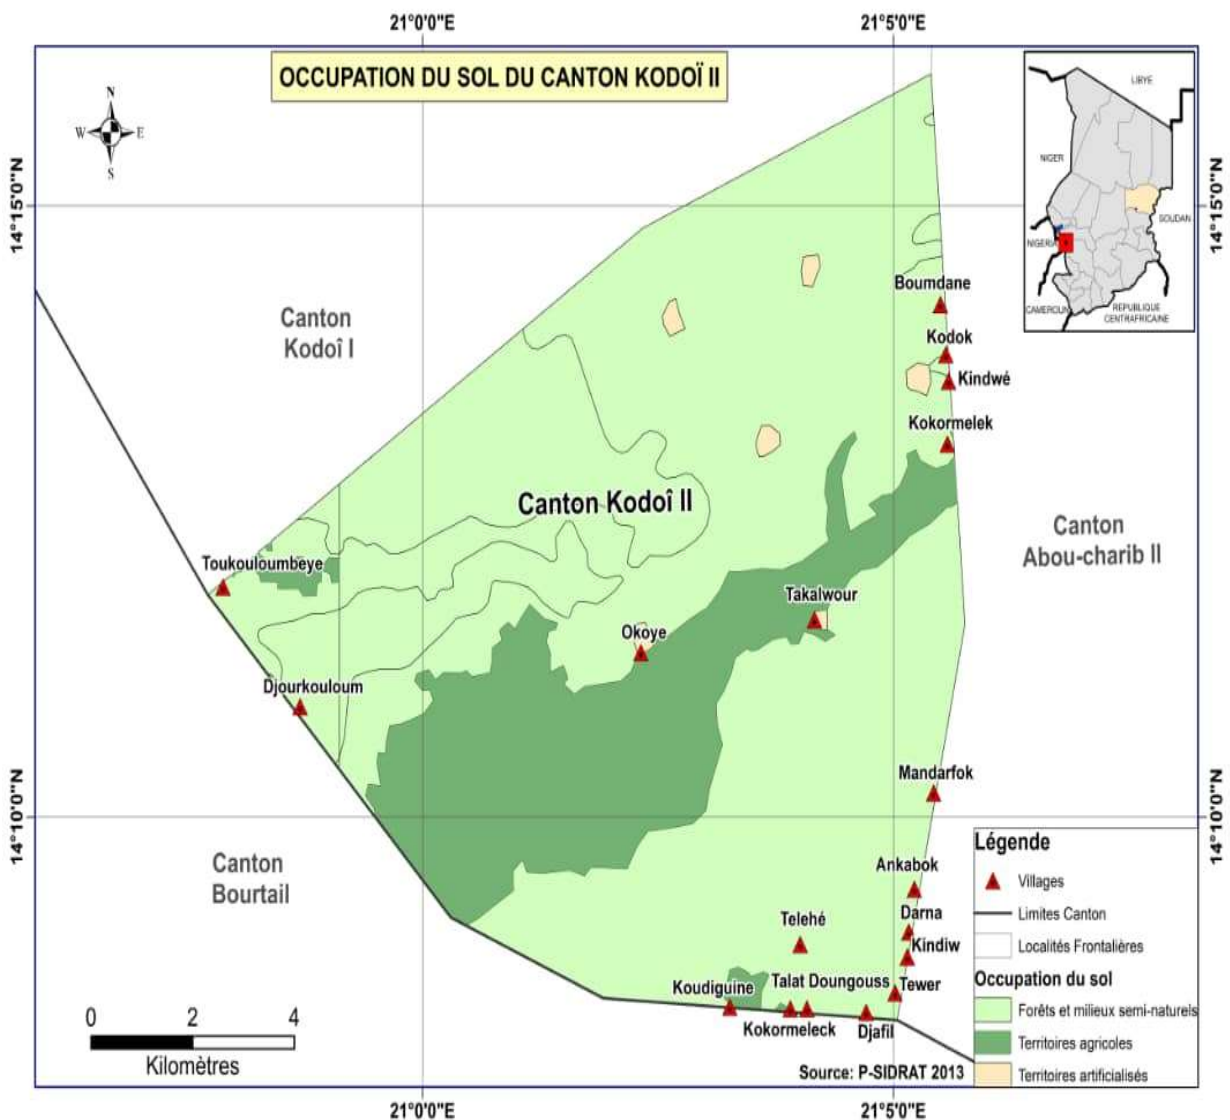 21°0'0"E 21°5'0"E
OCCUPATION DU SOL DU CANTON KODOÏ II
N
W E
S
LIBYE
NIGER
SOUDAN
NIGERIA
CAMEROUN
RÉPUBLIQUE
CENTRAFRICAINE
14°15'0"N 14°15'0"N
Canton
Kodoî I
Boumdane
Kodok
Kindwé
Kokormelek
Canton Kodoî II
Canton
Abou-charib II
Toukouloumbeye
Takalwour
Okoye
Djourkouloum
Mandarfok
14°10'0"N 14°10'0"N
Canton
Bourtail
Ankabok
Darna
Telehé
Kindiw
Koudiguine
Talat Doungouss
Tewer
Kokormeleck
Djafil
0 2 4
Kilomètres
Source: P-SIDRAT 2013
Légende
Villages
Limites Canton
Localités Frontalières
Occupation du sol
Forêts et milieux semi-naturels
Territoires agricoles
Territoires artificialisés
21°0'0"E 21°5'0"E